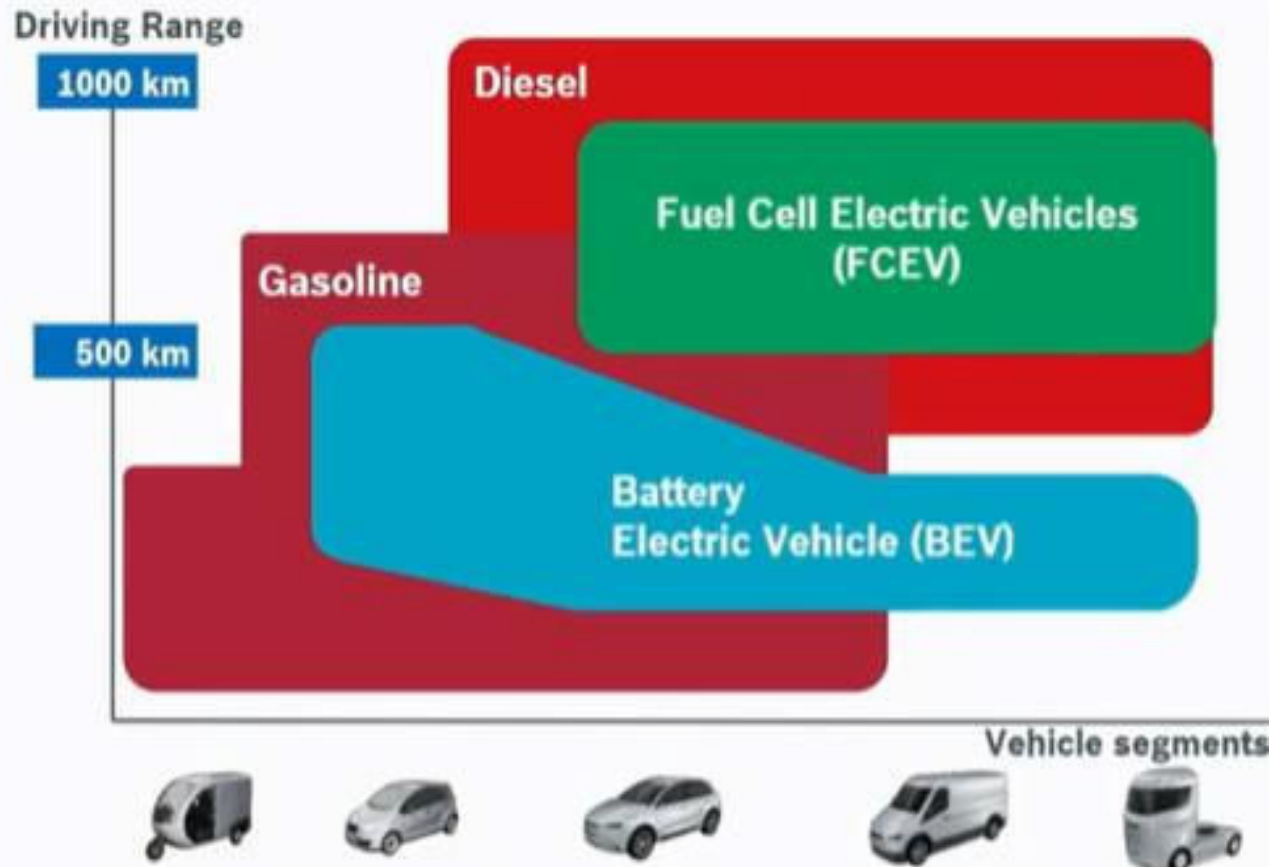 Driving Range
1000 km
Diesel
Fuel Cell Electric Vehicles
(FCEV)
Gasoline
500 km
Battery
Electric Vehicle (BEV)
Vehicle segments